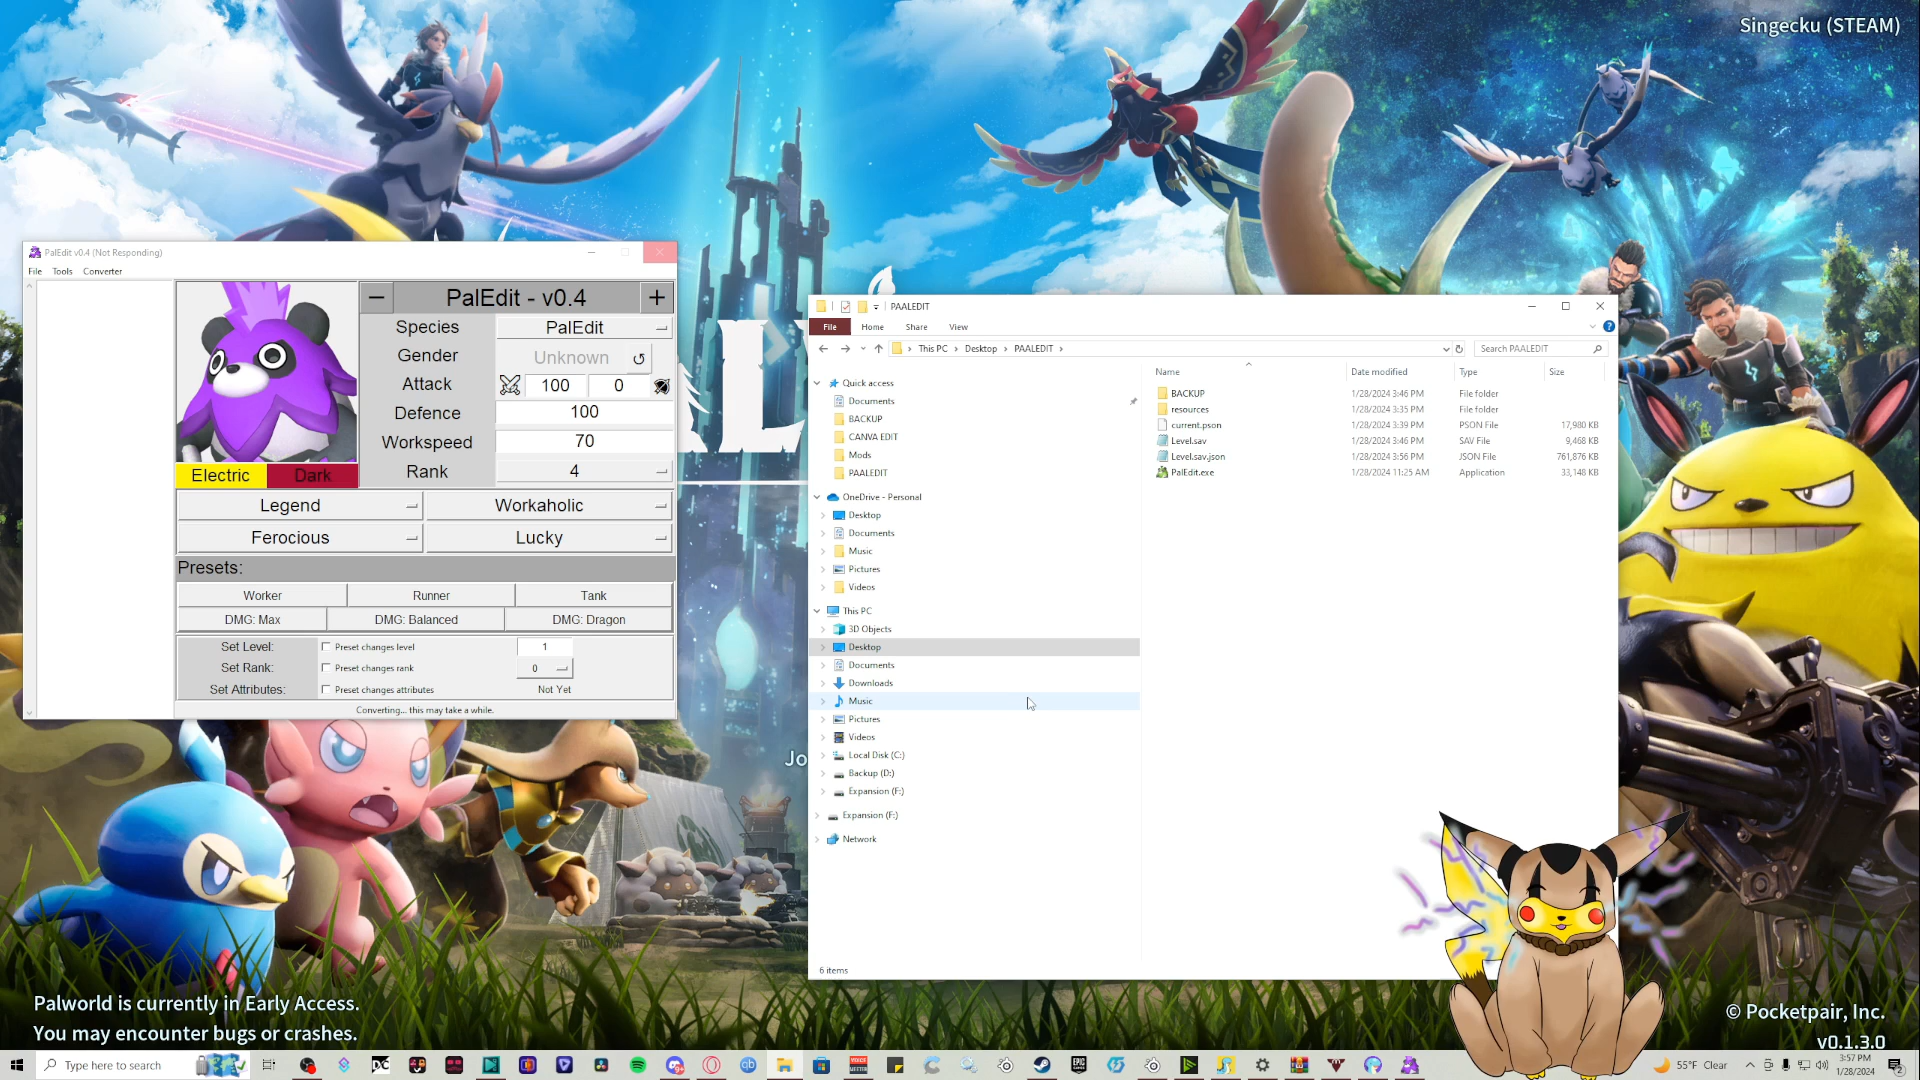 Singecku (STEAM)
PalEdit v0.4 (Not Responding)
File Tools Converter
PalEdit - v0.4
Species PalEdit
Gender Unknown
Attack 100 0
Defence 100
Workspeed 70
Rank 4
Electric Dark
Legend Workaholic
Ferocious Lucky
Presets:
Worker Runner Tank
DMG: Max DMG: Balanced DMG: Dragon
Set Level: Preset changes level 1
Set Rank: Preset changes rank 0
Set Attributes: Preset changes attributes Not Yet
Converting... this may take a while.
PAALEDIT
File Home Share View
This PC > Desktop > PAALEDIT >
Search PAALEDIT
Quick access
Documents
BACKUP
CANVA EDIT
Mods
PAALEDIT
OneDrive - Personal
Desktop
Documents
Music
Pictures
Videos
This PC
3D Objects
Desktop
Documents
Downloads
Music
Pictures
Videos
Local Disk (C:)
Backup (D:)
Expansion (F:)
Expansion (F:)
Network
Name Date modified Type Size
BACKUP 1/28/2024 3:46 PM File folder
resources 1/28/2024 3:35 PM File folder
current.pson 1/28/2024 3:39 PM PSON File 17,980 KB
Level.sav 1/28/2024 3:46 PM SAV File 9,468 KB
Level.sav.json 1/28/2024 3:56 PM JSON File 761,876 KB
PalEdit.exe 1/28/2024 11:25 AM Application 33,148 KB
6 items
Jo
Palworld is currently in Early Access.
You may encounter bugs or crashes.
© Pocketpair, Inc.
v0.1.3.0
Type here to search
55°F Clear
3:57 PM
1/28/2024